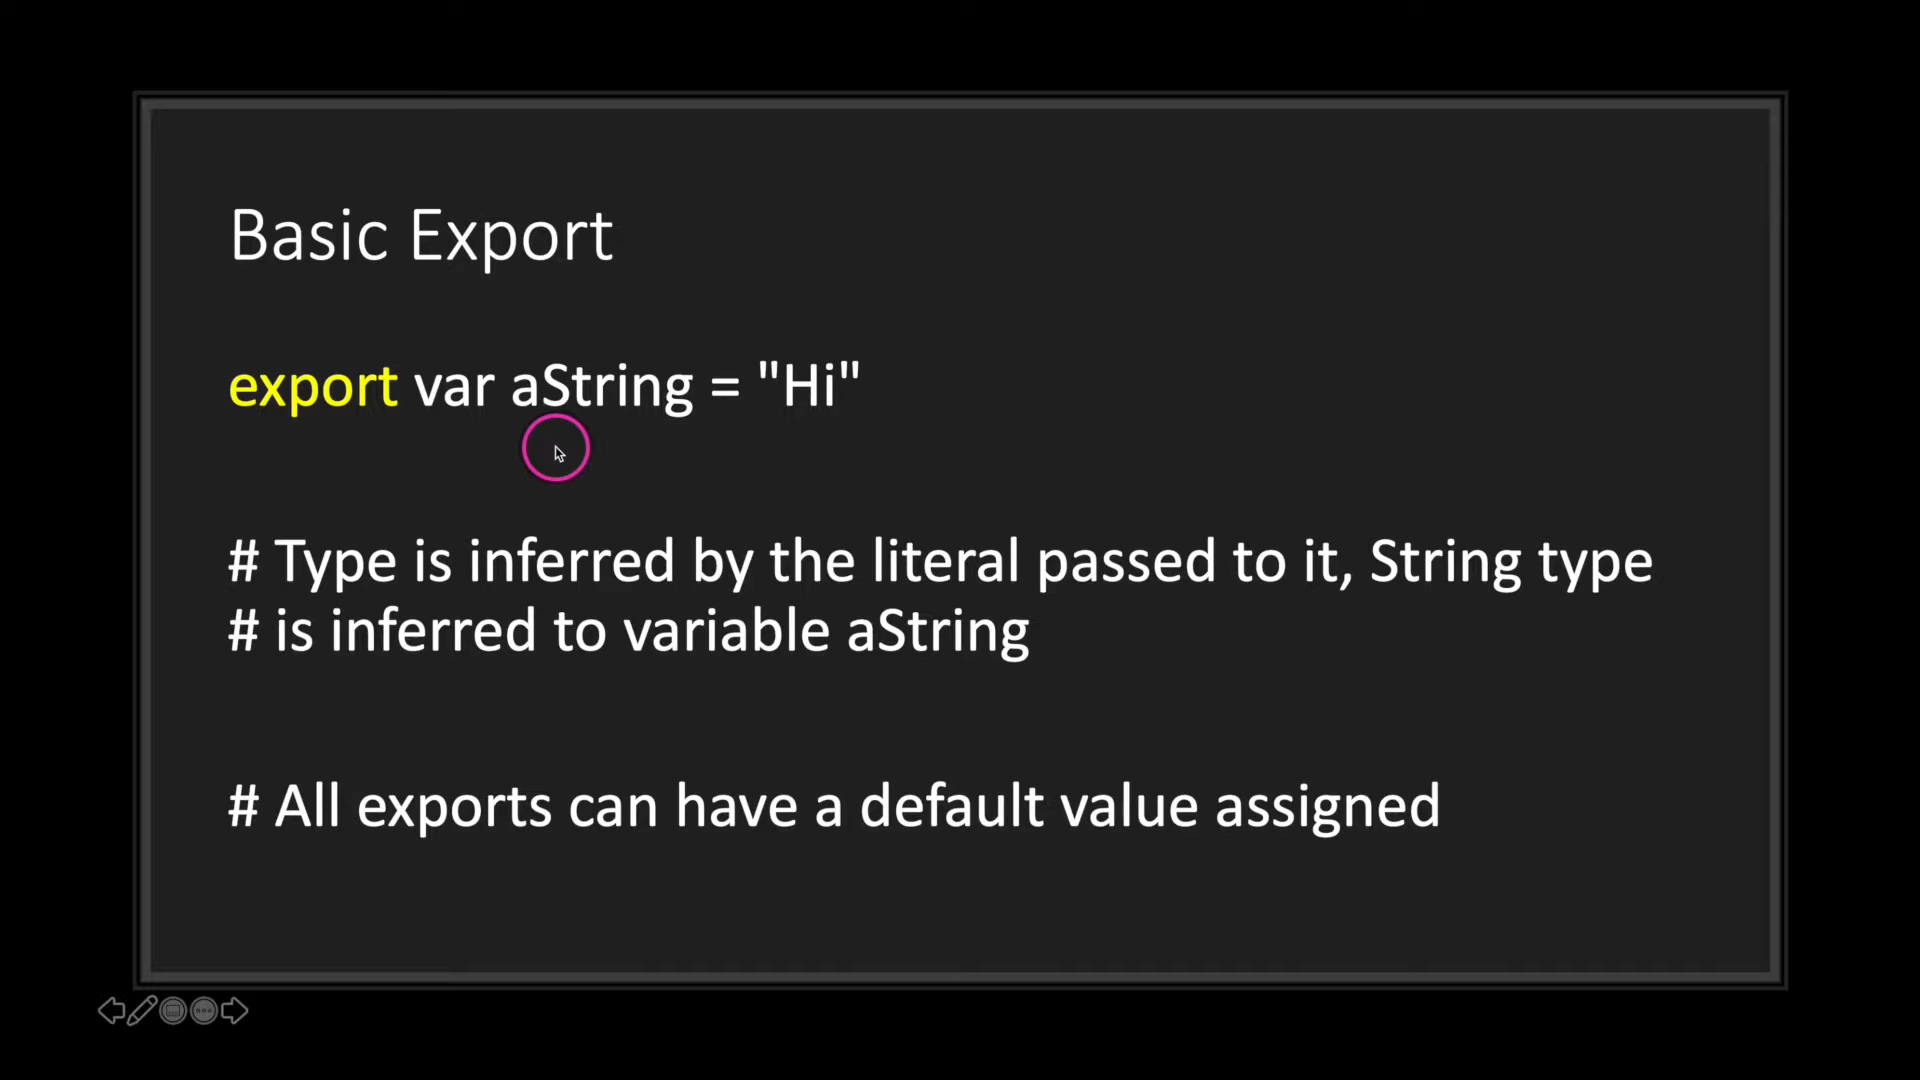 Basic Export
export var aString = "Hi"
# Type is inferred by the literal passed to it, String type
# is inferred to variable aString
# All exports can have a default value assigned